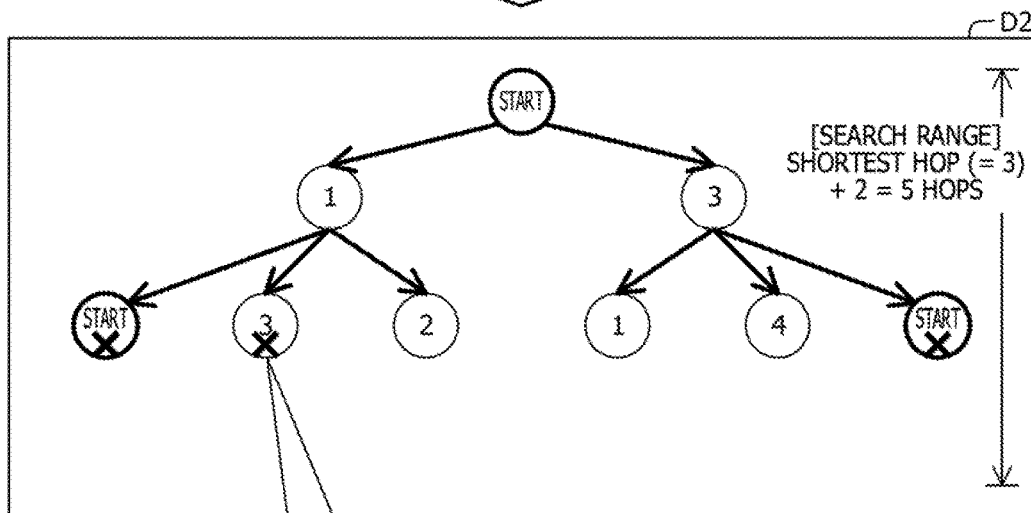 D2
START
[SEARCH RANGE]
SHORTEST HOP (= 3)
+ 2 = 5 HOPS
1
3
START
3
2
1
4
START